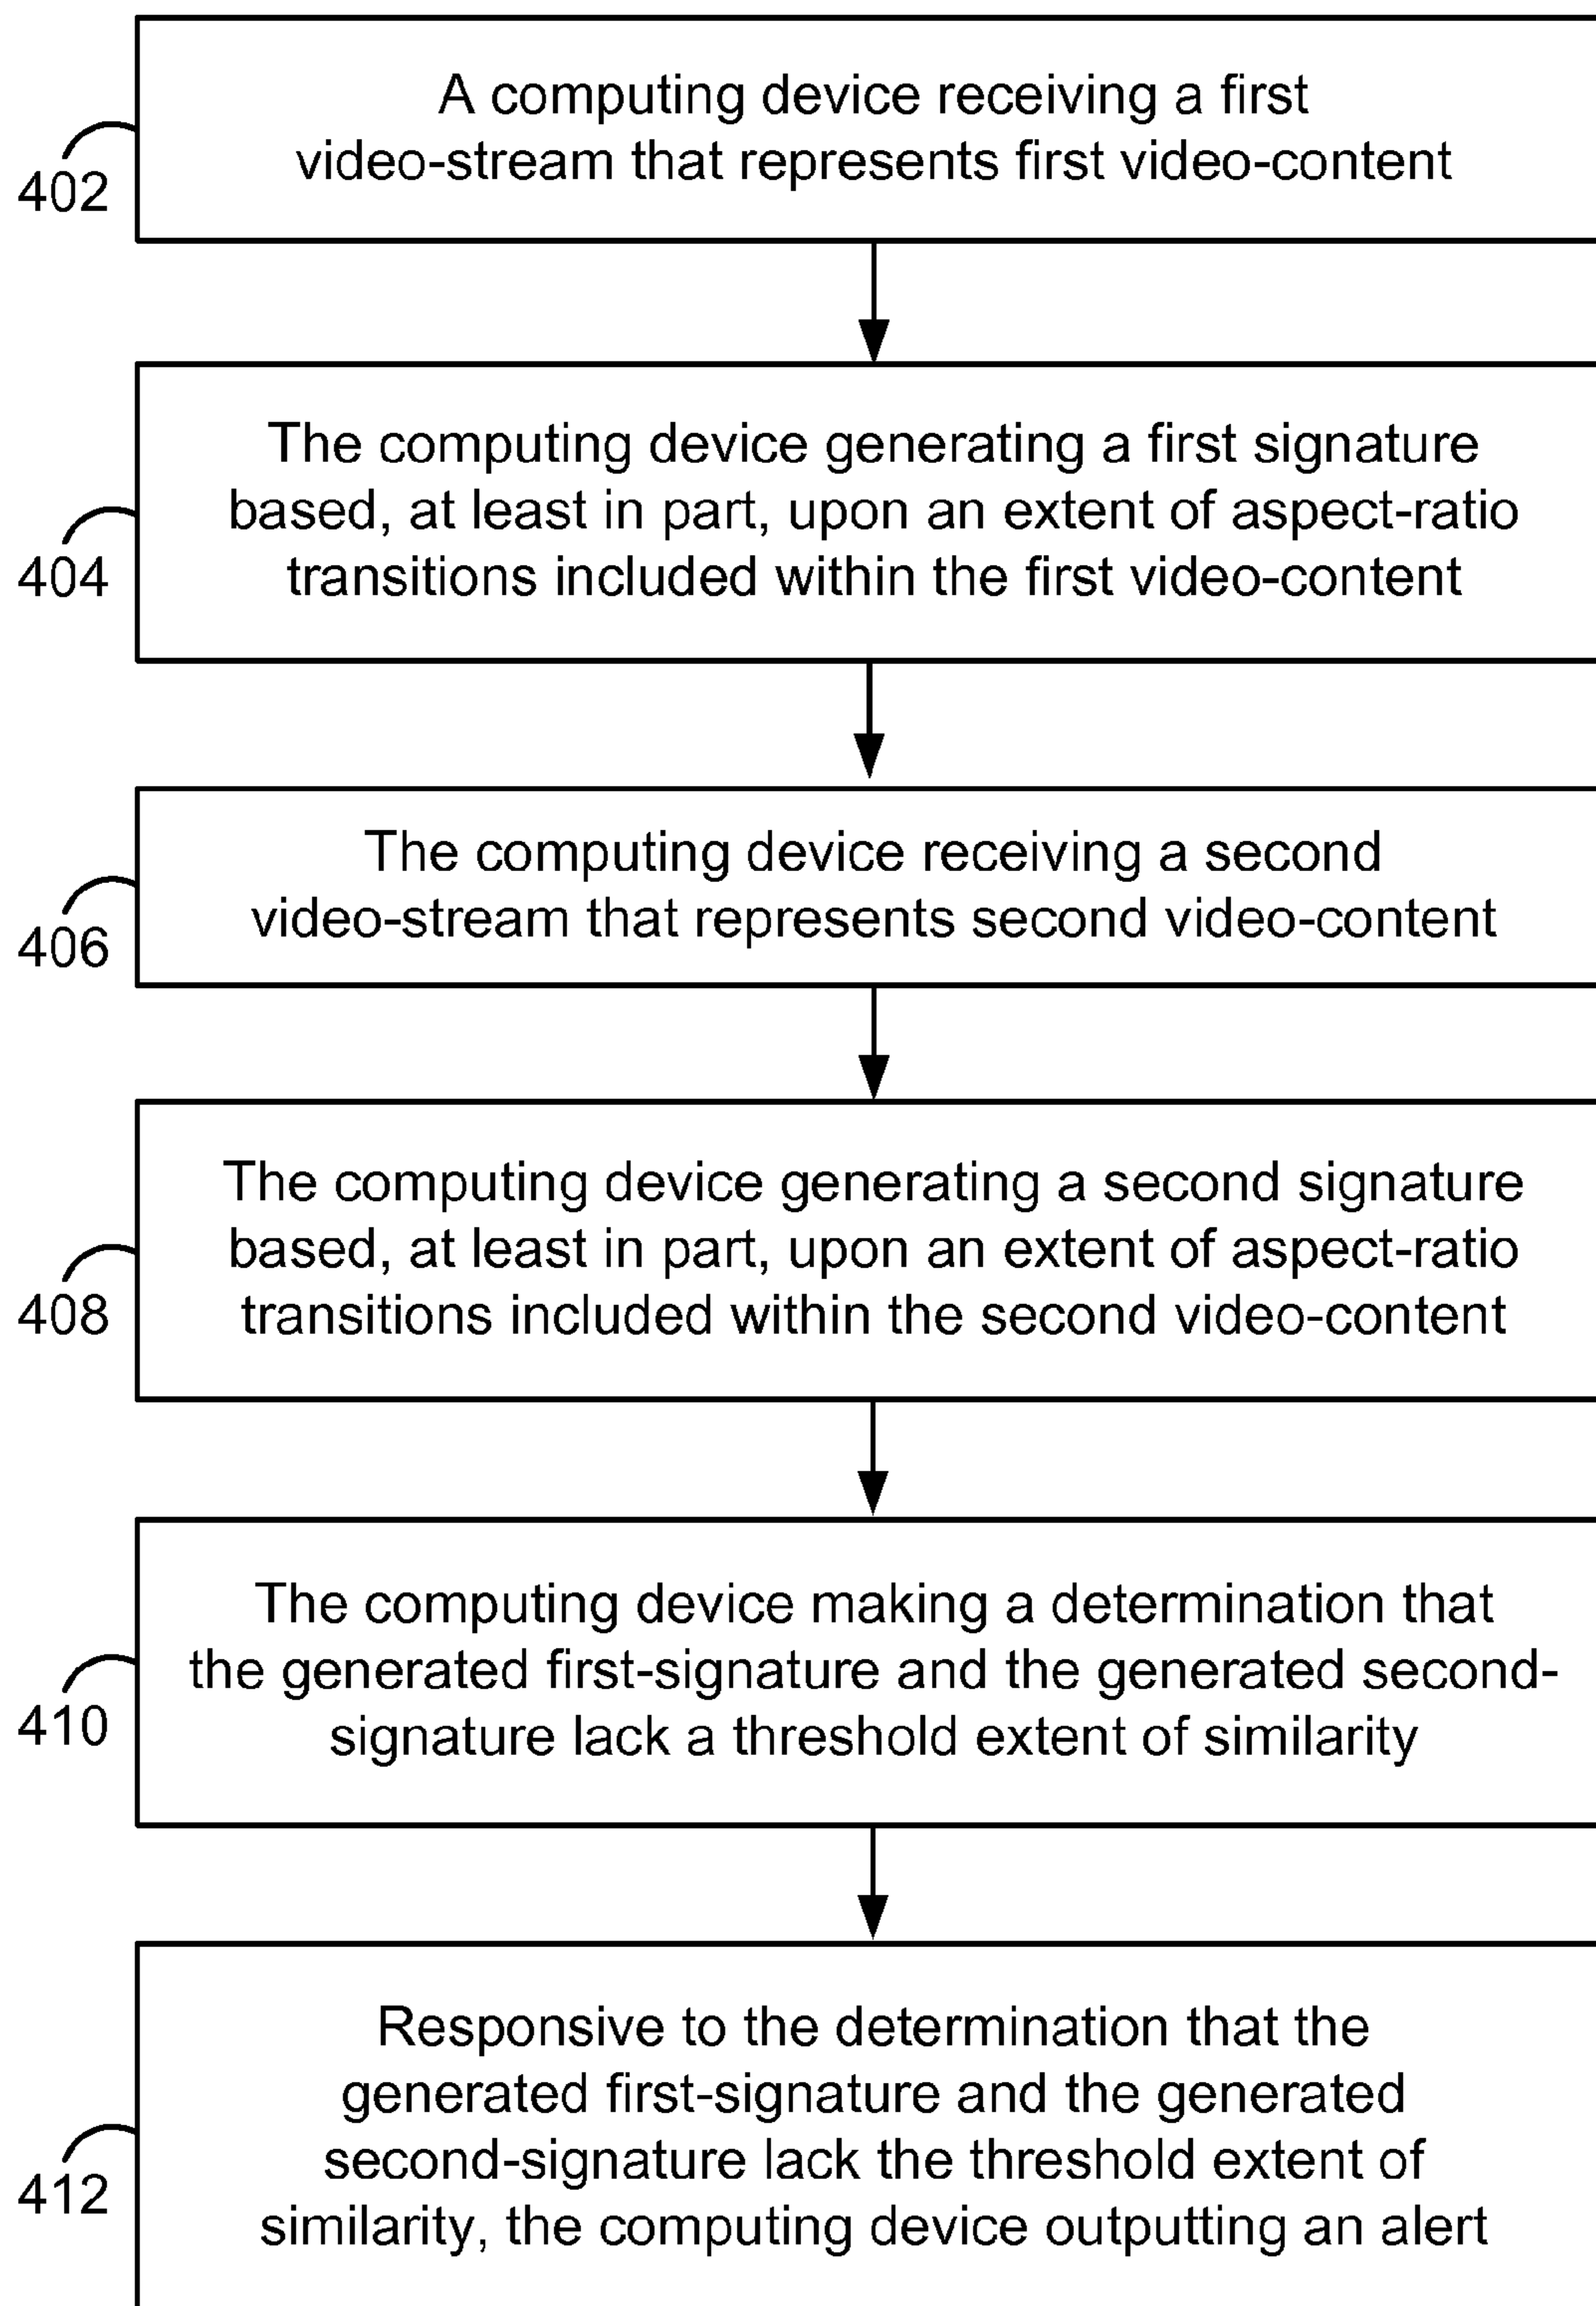 A computing device receiving a first
video-stream that represents first video-content
402
The computing device generating a first signature
based, at least in part, upon an extent of aspect-ratio
transitions included within the first video-content
404
The computing device receiving a second
video-stream that represents second video-content
406
The computing device generating a second signature
based, at least in part, upon an extent of aspect-ratio
transitions included within the second video-content
408
The computing device making a determination that
the generated first-signature and the generated second-
signature lack a threshold extent of similarity
410
Responsive to the determination that the
generated first-signature and the generated
second-signature lack the threshold extent of
similarity, the computing device outputting an alert
412